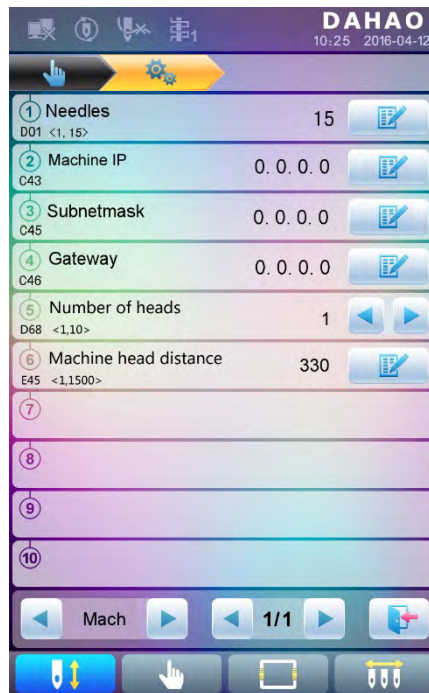 DAHAO
10:25 2016-04-12
1
1 Needles 15
D01 <1, 15>
2 Machine IP 0. 0. 0. 0
C43
3 Subnetmask 0. 0. 0. 0
C45
4 Gateway 0. 0. 0. 0
C46
5 Number of heads 1
D68 <1,10>
6 Machine head distance 330
E45 <1,1500>
7
8
9
10
Mach 1/1